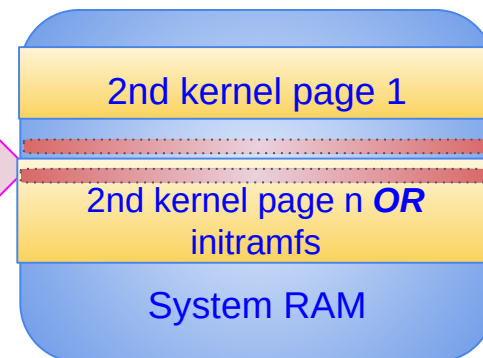 2nd kernel page 1
2nd kernel page n OR
initramfs
System RAM